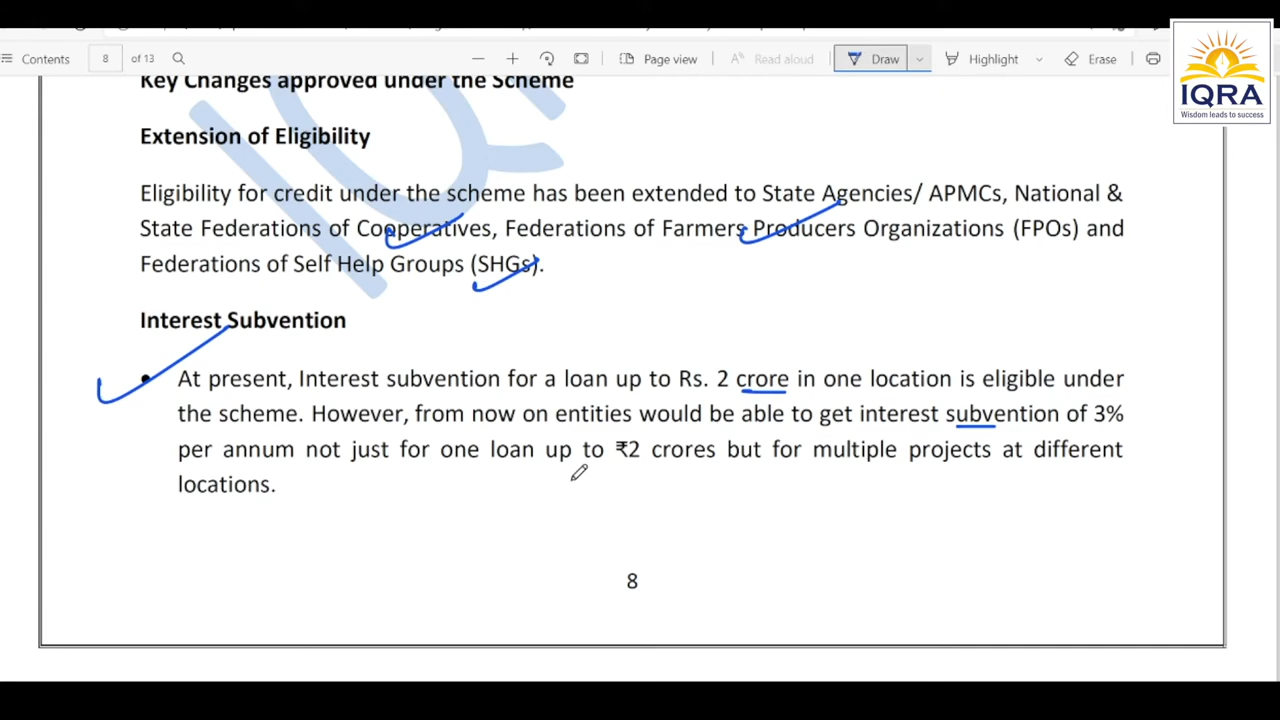 Contents
8
of 13
Page view
Read aloud
Draw
Highlight
Erase
IQRA
Wisdom leads to success
Key Changes approved under the Scheme
Extension of Eligibility
Eligibility for credit under the scheme has been extended to State Agencies/ APMCs, National &
State Federations of Cooperatives, Federations of Farmers Producers Organizations (FPOs) and
Federations of Self Help Groups (SHGs).
Interest Subvention
• At present, Interest subvention for a loan up to Rs. 2 crore in one location is eligible under
the scheme. However, from now on entities would be able to get interest subvention of 3%
per annum not just for one loan up to ₹2 crores but for multiple projects at different
locations.
8